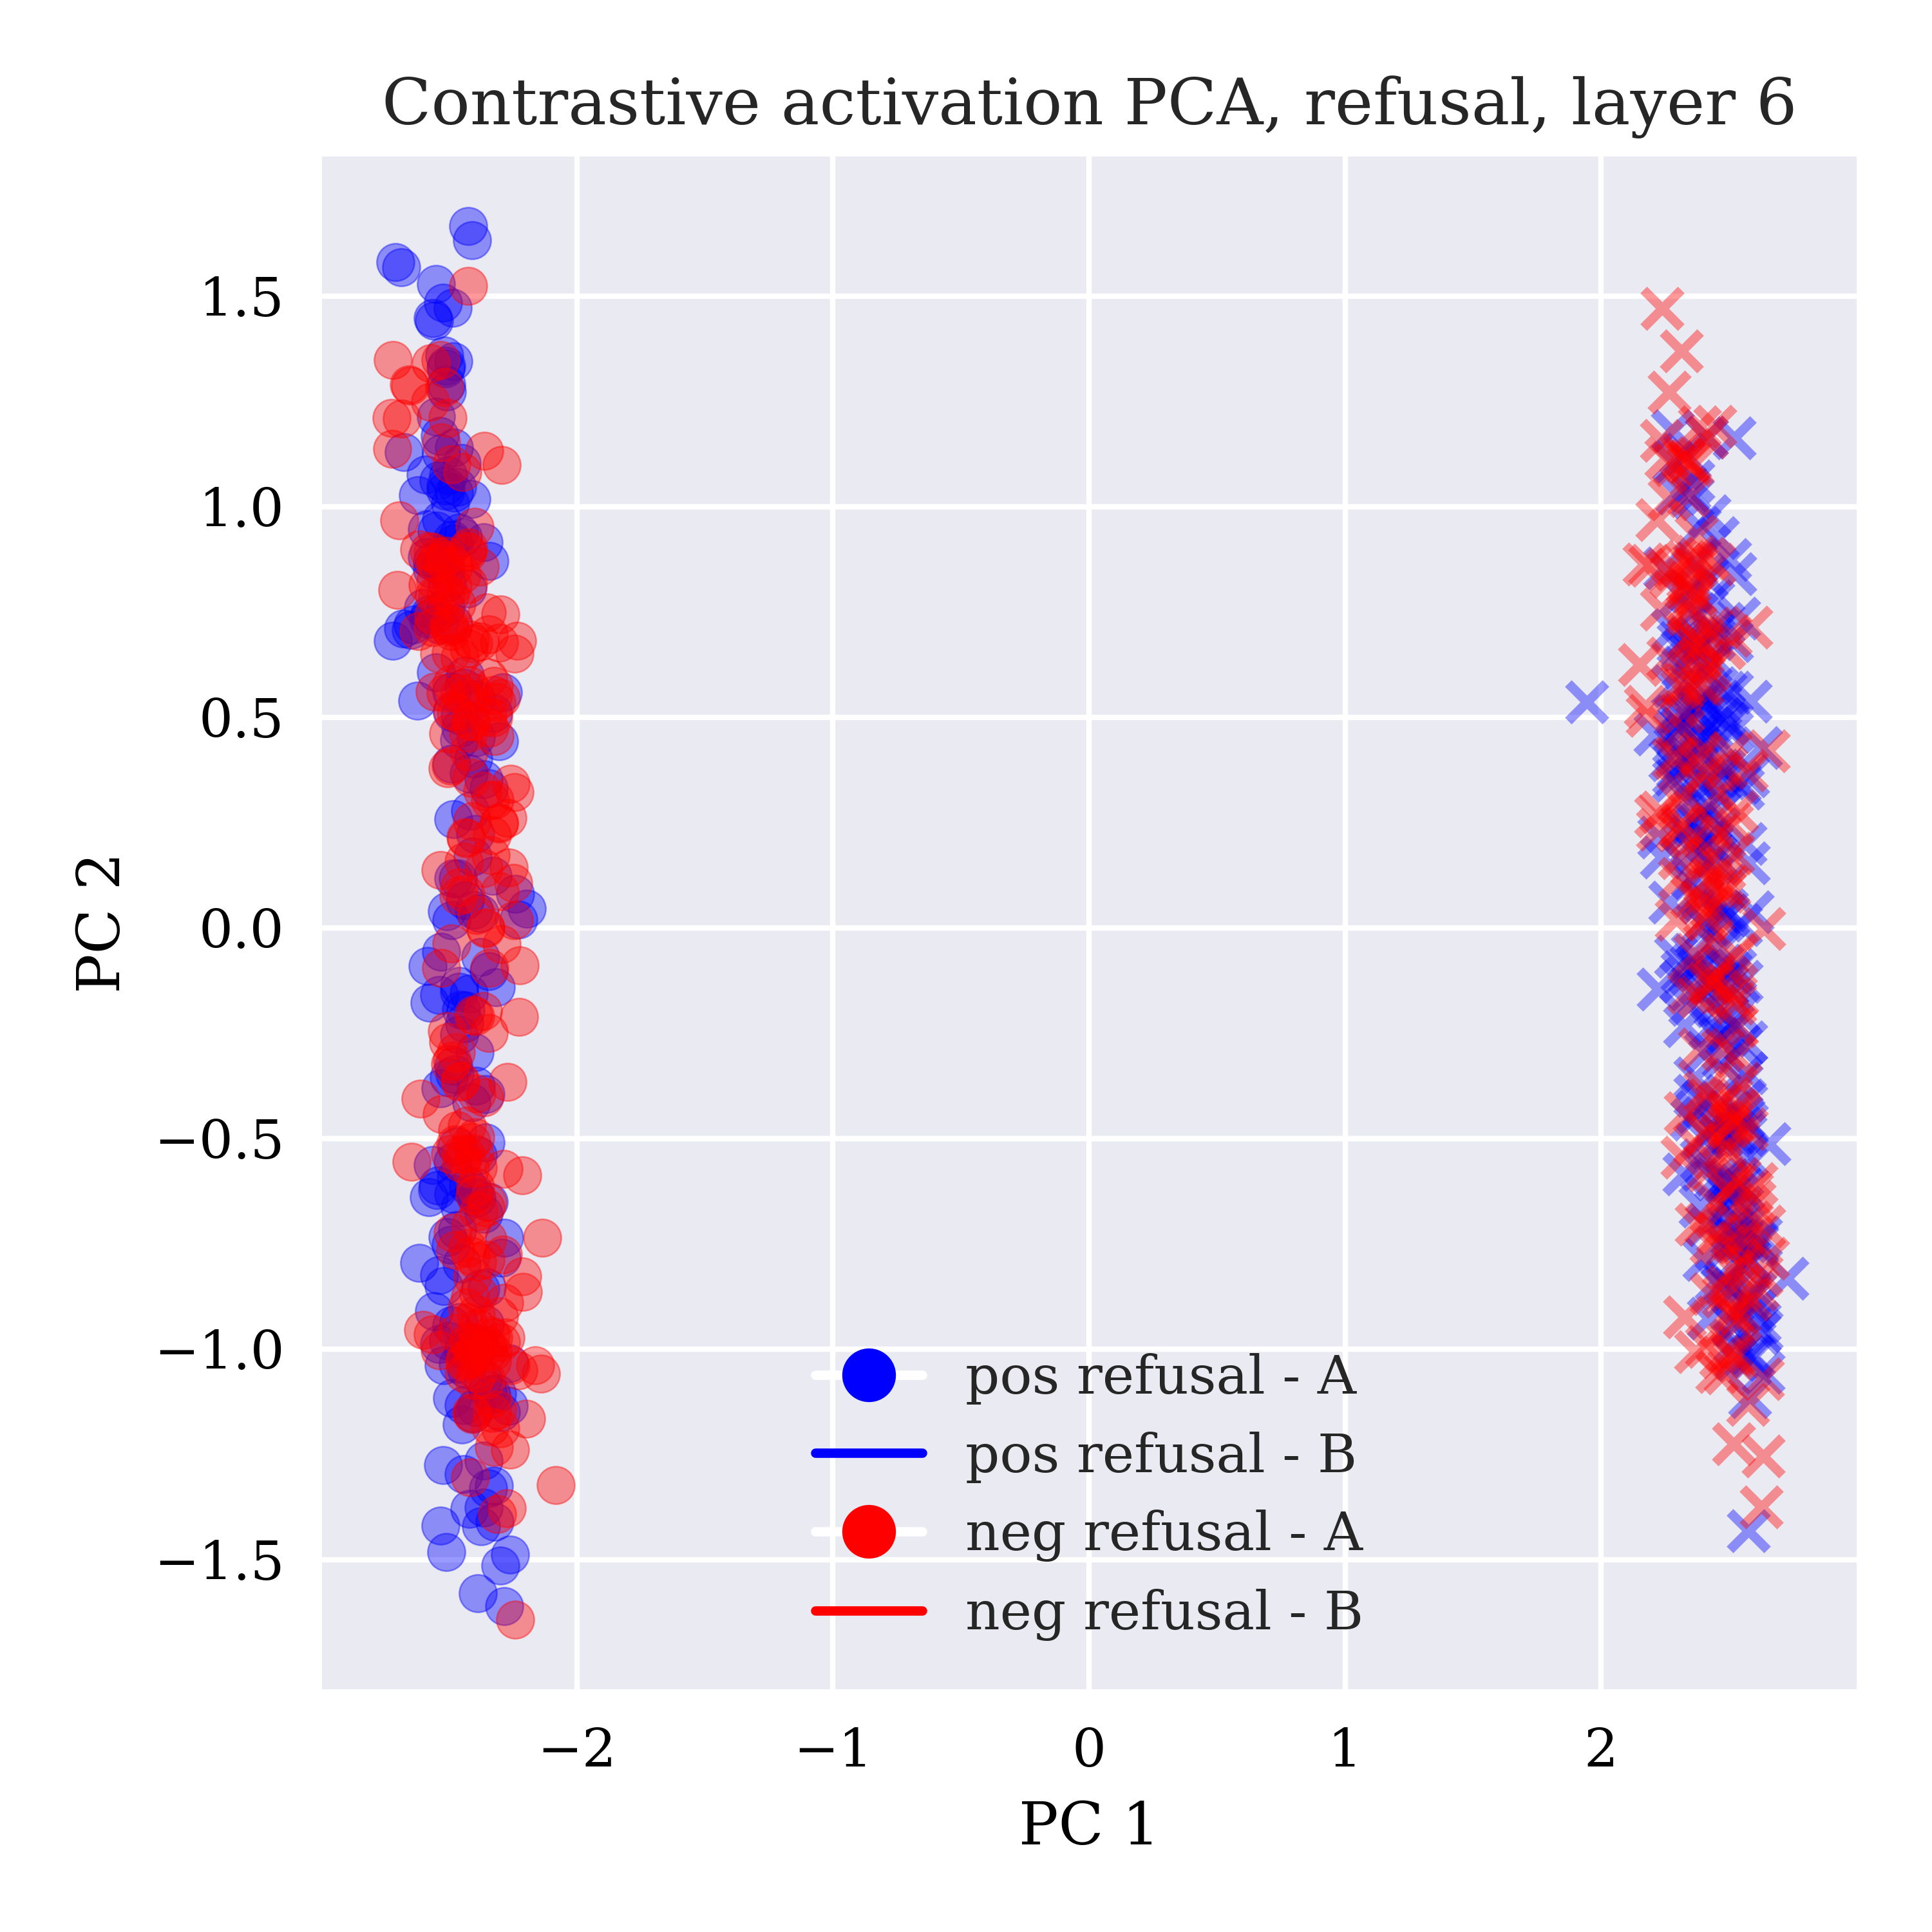 Contrastive activation PCA, refusal, layer 6
1.5
1.0
0.5
0.0
−0.5
−1.0
−1.5
PC 2
pos refusal - A
pos refusal - B
neg refusal - A
neg refusal - B
−2
−1
0
1
2
PC 1